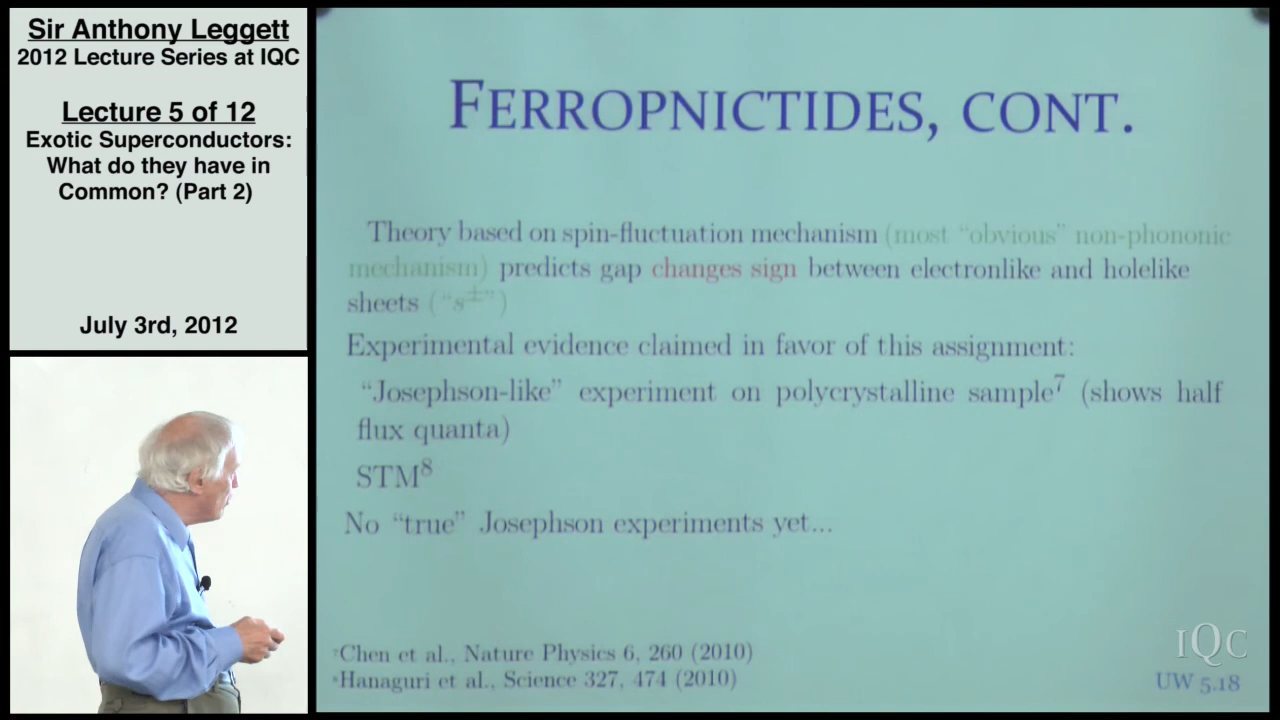 Sir Anthony Leggett
2012 Lecture Series at IQC
Lecture 5 of 12
Exotic Superconductors:
What do they have in
Common? (Part 2)
July 3rd, 2012
FERROPNICTIDES, CONT.
Theory based on spin-fluctuation mechanism (most “obvious” non-phononic
mechanism) predicts gap changes sign between electronlike and holelike
sheets (“s±”)
Experimental evidence claimed in favor of this assignment:
“Josephson-like” experiment on polycrystalline sample⁷ (shows half
flux quanta)
STM⁸
No “true” Josephson experiments yet...
⁷Chen et al., Nature Physics 6, 260 (2010)
⁸Hanaguri et al., Science 327, 474 (2010)
IQC
UW 5.18